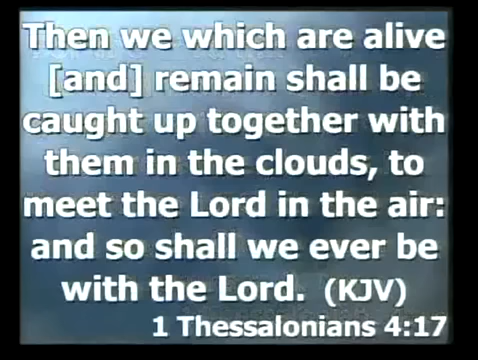 Then we which are alive
[and] remain shall be
caught up together with
them in the clouds, to
meet the Lord in the air:
and so shall we ever be
with the Lord. (KJV)
1 Thessalonians 4:17